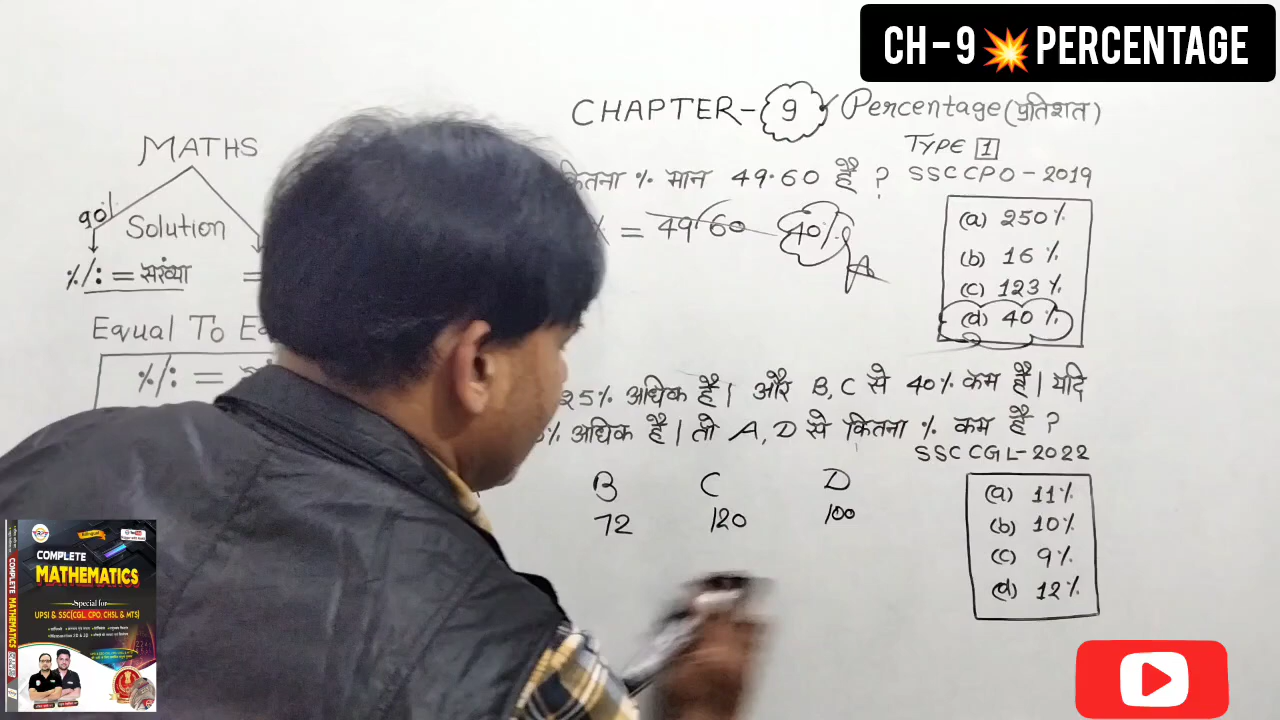 CH - 9 💥 PERCENTAGE
CHAPTER - 9 Percentage (प्रतिशत)
TYPE 1
कितना % मान 49.60 है ? SSC CPO - 2019
% = 49.60 40% A
(a) 250%
(b) 16 %
(c) 123 %
(d) 40 %
MATHS
90%
Solution
%/: = संख्या =
Equal To
%/: =
25% अधिक है। और B, C से 40% कम है। यदि
% अधिक है। तो A, D से कितना % कम है ?
SSC CGL - 2022
B C D
72 120 100
(a) 11%
(b) 10%
(c) 9%
(d) 12%
COMPLETE
MATHEMATICS
Special for
UPSI & SSC (CGL, CPO, CHSL & MTS)
COMPLETE MATHEMATICS